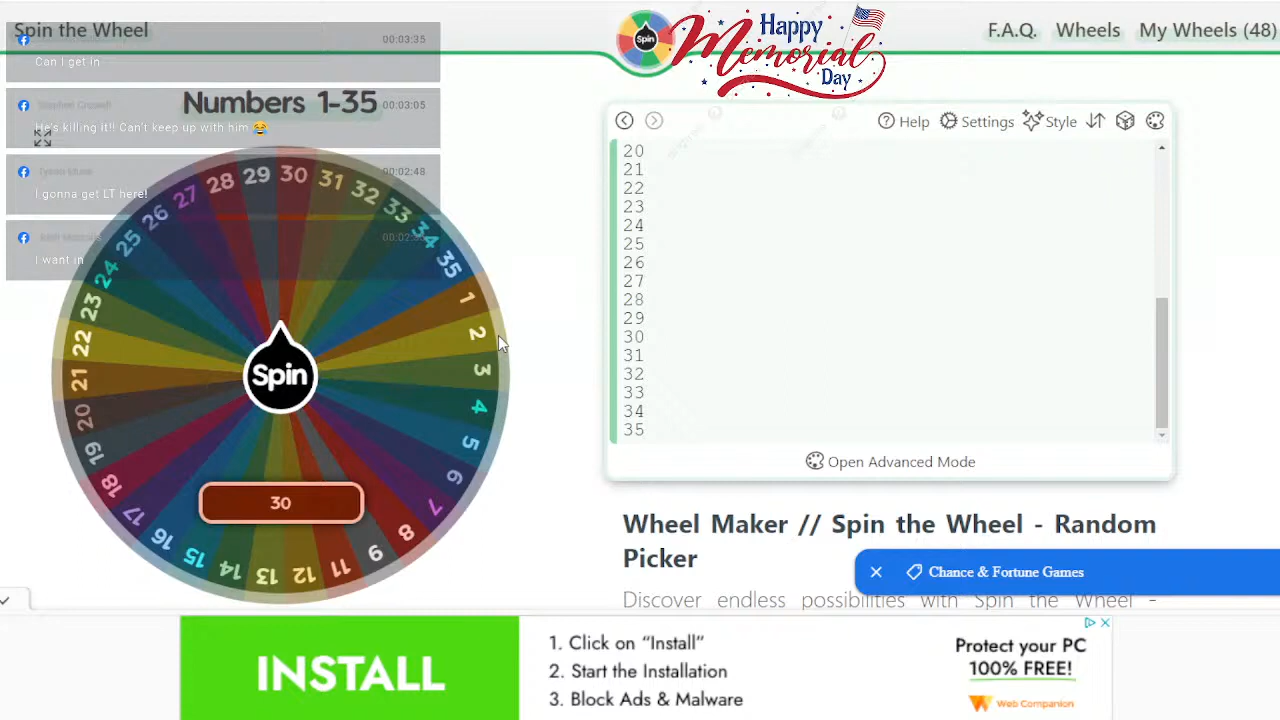 Spin the Wheel
Happy
Memorial
Day
Spin
F.A.Q.
Wheels
My Wheels (48)
00:03:35
Can I get in
Numbers 1-35
00:03:05
He's killing it!! Can't keep up with him 😂
00:02:48
I gonna get LT here!
I want in
1
2
3
4
5
6
7
8
9
10
11
12
13
14
15
16
17
18
19
20
21
22
23
24
25
26
27
28
29
30
31
32
33
34
35
Spin
30
Help
Settings
Style
20
21
22
23
24
25
26
27
28
29
30
31
32
33
34
35
Open Advanced Mode
Wheel Maker // Spin the Wheel - Random
Picker
Chance & Fortune Games
Discover endless possibilities with Spin the Wheel -
INSTALL
1. Click on “Install”
2. Start the Installation
3. Block Ads & Malware
Protect your PC
100% FREE!
Web Companion